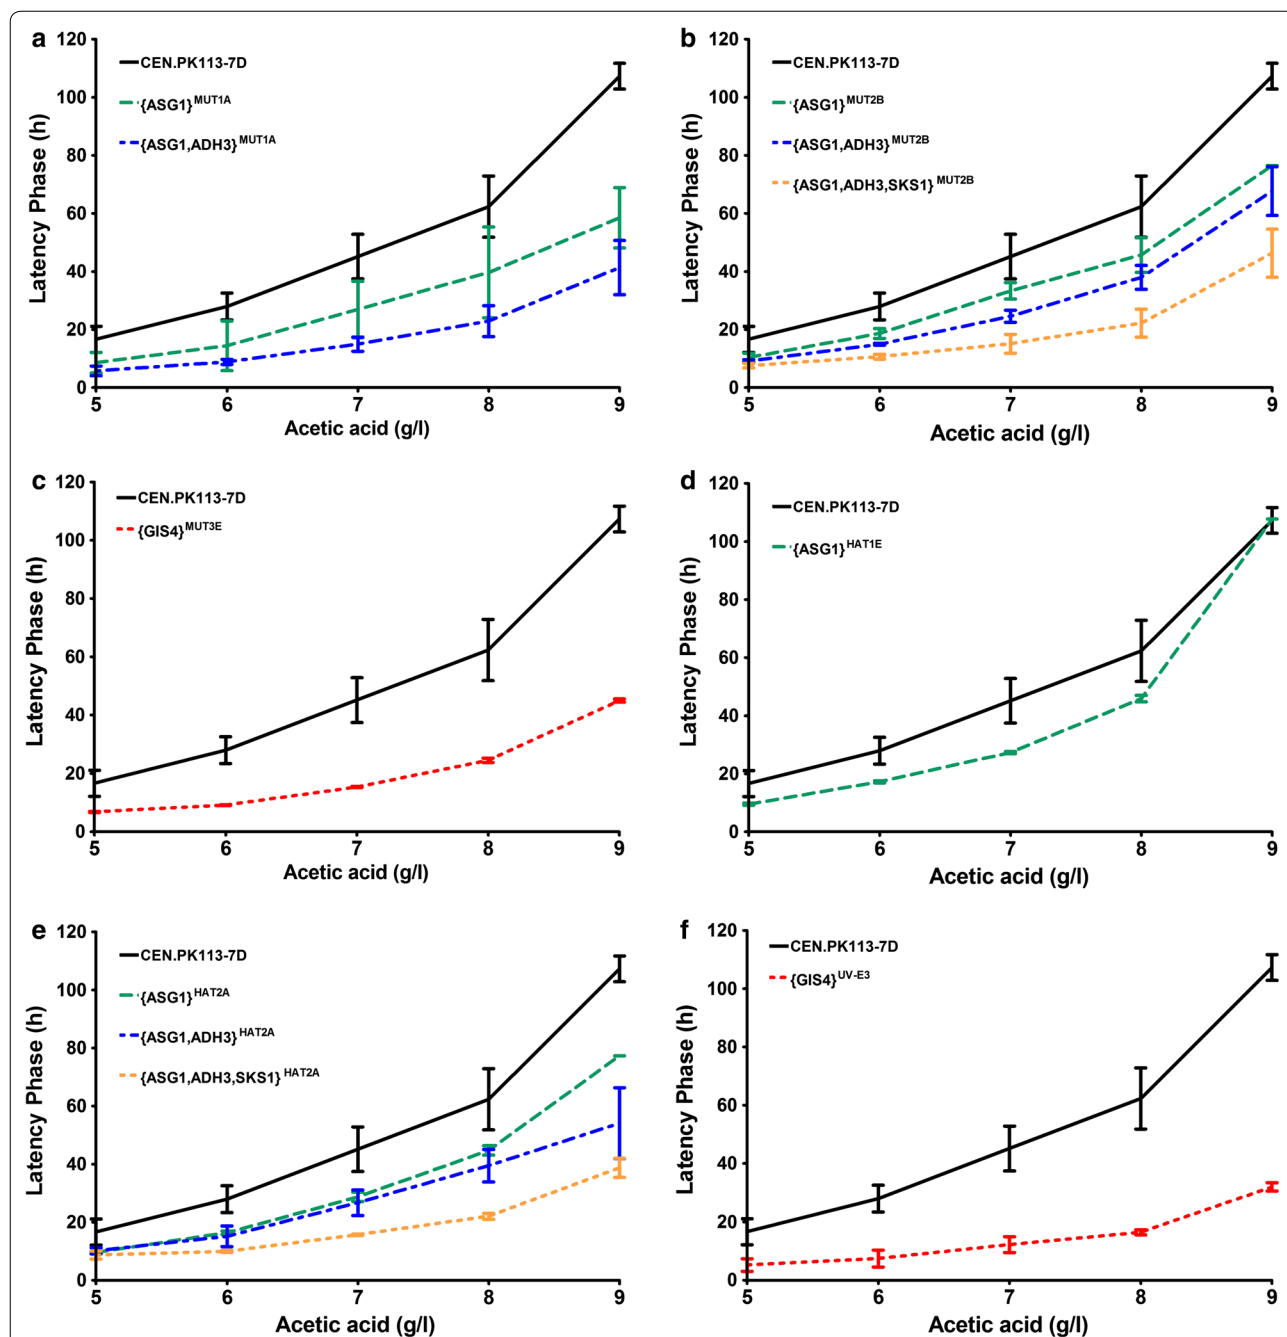 a
120
100
80
60
40
20
0
Latency Phase (h)
CEN.PK113-7D
{ASG1}MUT1A
{ASG1,ADH3}MUT1A
5 6 7 8 9
Acetic acid (g/l)
b
120
100
80
60
40
20
0
Latency Phase (h)
CEN.PK113-7D
{ASG1}MUT2B
{ASG1,ADH3}MUT2B
{ASG1,ADH3,SKS1}MUT2B
5 6 7 8 9
Acetic acid (g/l)
c
120
100
80
60
40
20
0
Latency Phase (h)
CEN.PK113-7D
{GIS4}MUT3E
5 6 7 8 9
Acetic acid (g/l)
d
120
100
80
60
40
20
0
Latency Phase (h)
CEN.PK113-7D
{ASG1}HAT1E
5 6 7 8 9
Acetic acid (g/l)
e
120
100
80
60
40
20
0
Latency Phase (h)
CEN.PK113-7D
{ASG1}HAT2A
{ASG1,ADH3}HAT2A
{ASG1,ADH3,SKS1}HAT2A
5 6 7 8 9
Acetic acid (g/l)
f
120
100
80
60
40
20
0
Latency Phase (h)
CEN.PK113-7D
{GIS4}UV-E3
5 6 7 8 9
Acetic acid (g/l)